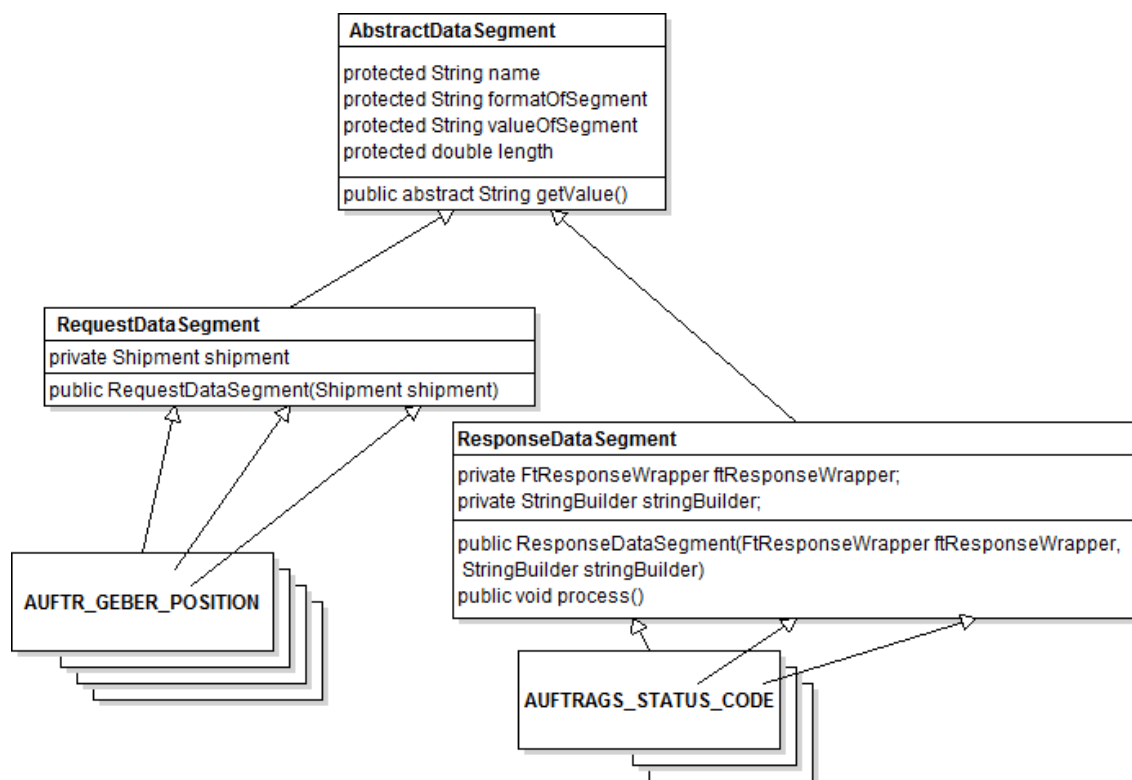 AbstractDataSegment
protected String name
protected String formatOfSegment
protected String valueOfSegment
protected double length
public abstract String getValue()
RequestDataSegment
private Shipment shipment
public RequestDataSegment(Shipment shipment)
ResponseDataSegment
private FtResponseWrapper ftResponseWrapper;
private StringBuilder stringBuilder;
public ResponseDataSegment(FtResponseWrapper ftResponseWrapper,
StringBuilder stringBuilder)
public void process()
AUFTR_GEBER_POSITION
AUFTRAGS_STATUS_CODE